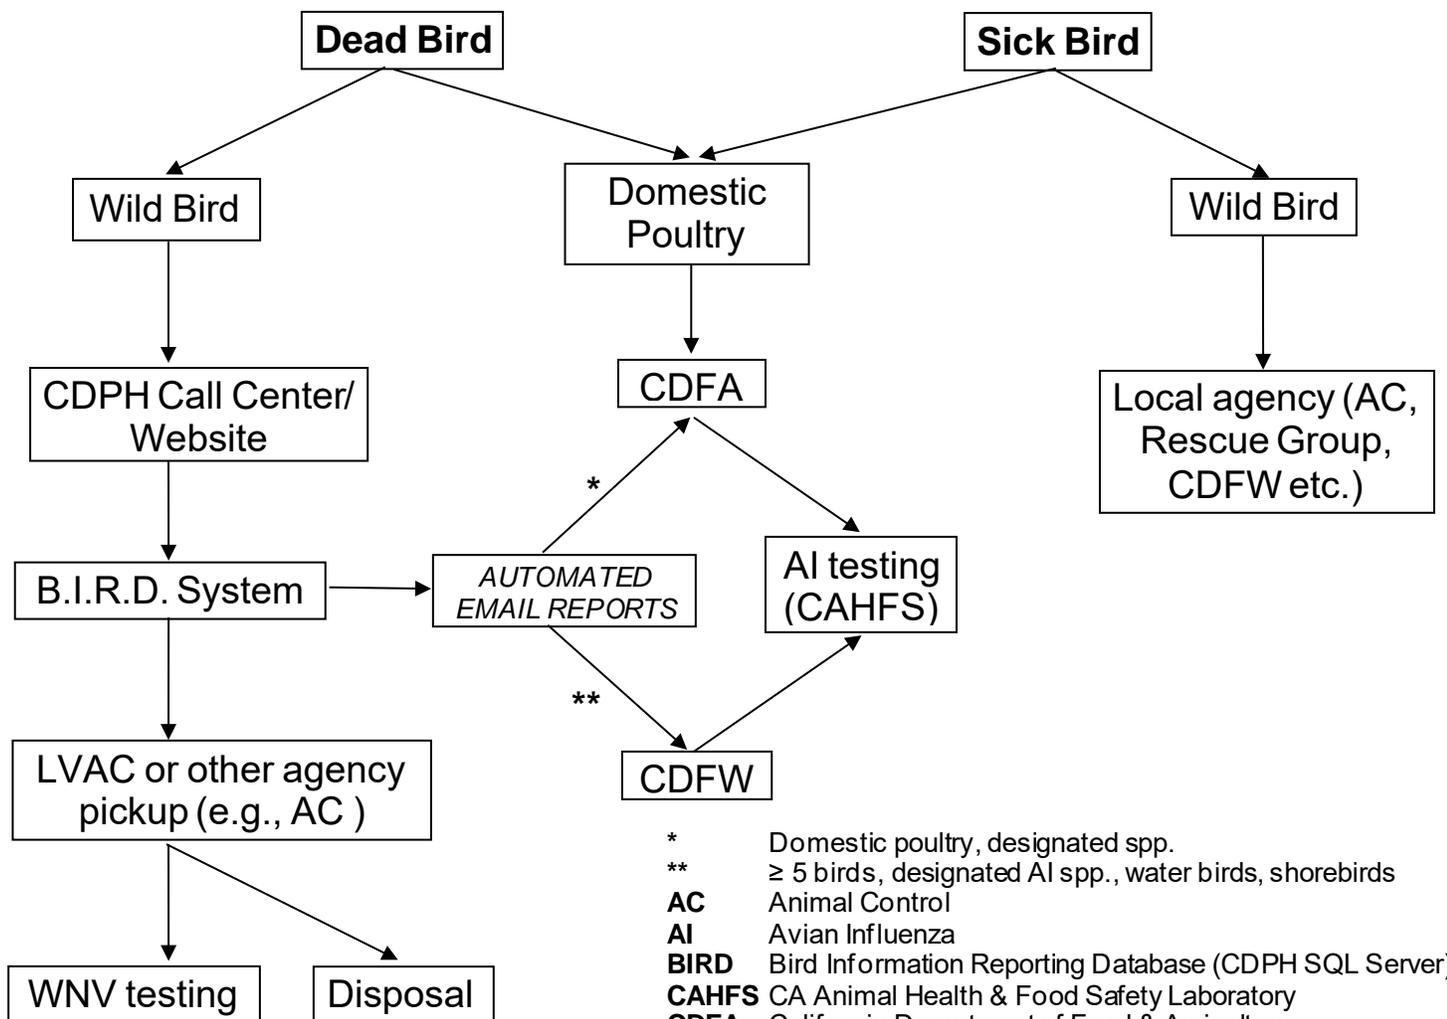 Dead Bird
Sick Bird
Wild Bird
Domestic
Poultry
Wild Bird
CDPH Call Center/
Website
CDFA
Local agency (AC,
Rescue Group,
CDFW etc.)
*
B.I.R.D. System
AUTOMATED
EMAIL REPORTS
AI testing
(CAHFS)
**
LVAC or other agency
pickup (e.g., AC )
CDFW
WNV testing
Disposal
* Domestic poultry, designated spp.
** ≥ 5 birds, designated AI spp., water birds, shorebirds
AC Animal Control
AI Avian Influenza
BIRD Bird Information Reporting Database (CDPH SQL Server)
CAHFS CA Animal Health & Food Safety Laboratory